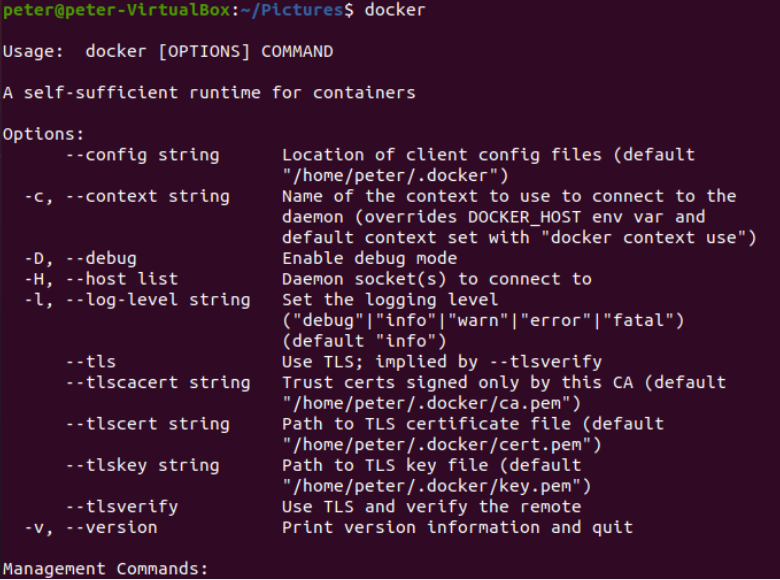 peter@peter-VirtualBox:~/Pictures$ docker
Usage:  docker [OPTIONS] COMMAND
A self-sufficient runtime for containers
Options:
      --config string      Location of client config files (default
                           "/home/peter/.docker")
  -c, --context string     Name of the context to use to connect to the
                           daemon (overrides DOCKER_HOST env var and
                           default context set with "docker context use")
  -D, --debug              Enable debug mode
  -H, --host list          Daemon socket(s) to connect to
  -l, --log-level string   Set the logging level
                           ("debug"|"info"|"warn"|"error"|"fatal")
                           (default "info")
      --tls                Use TLS; implied by --tlsverify
      --tlscacert string   Trust certs signed only by this CA (default
                           "/home/peter/.docker/ca.pem")
      --tlscert string     Path to TLS certificate file (default
                           "/home/peter/.docker/cert.pem")
      --tlskey string      Path to TLS key file (default
                           "/home/peter/.docker/key.pem")
      --tlsverify          Use TLS and verify the remote
  -v, --version            Print version information and quit
Management Commands: